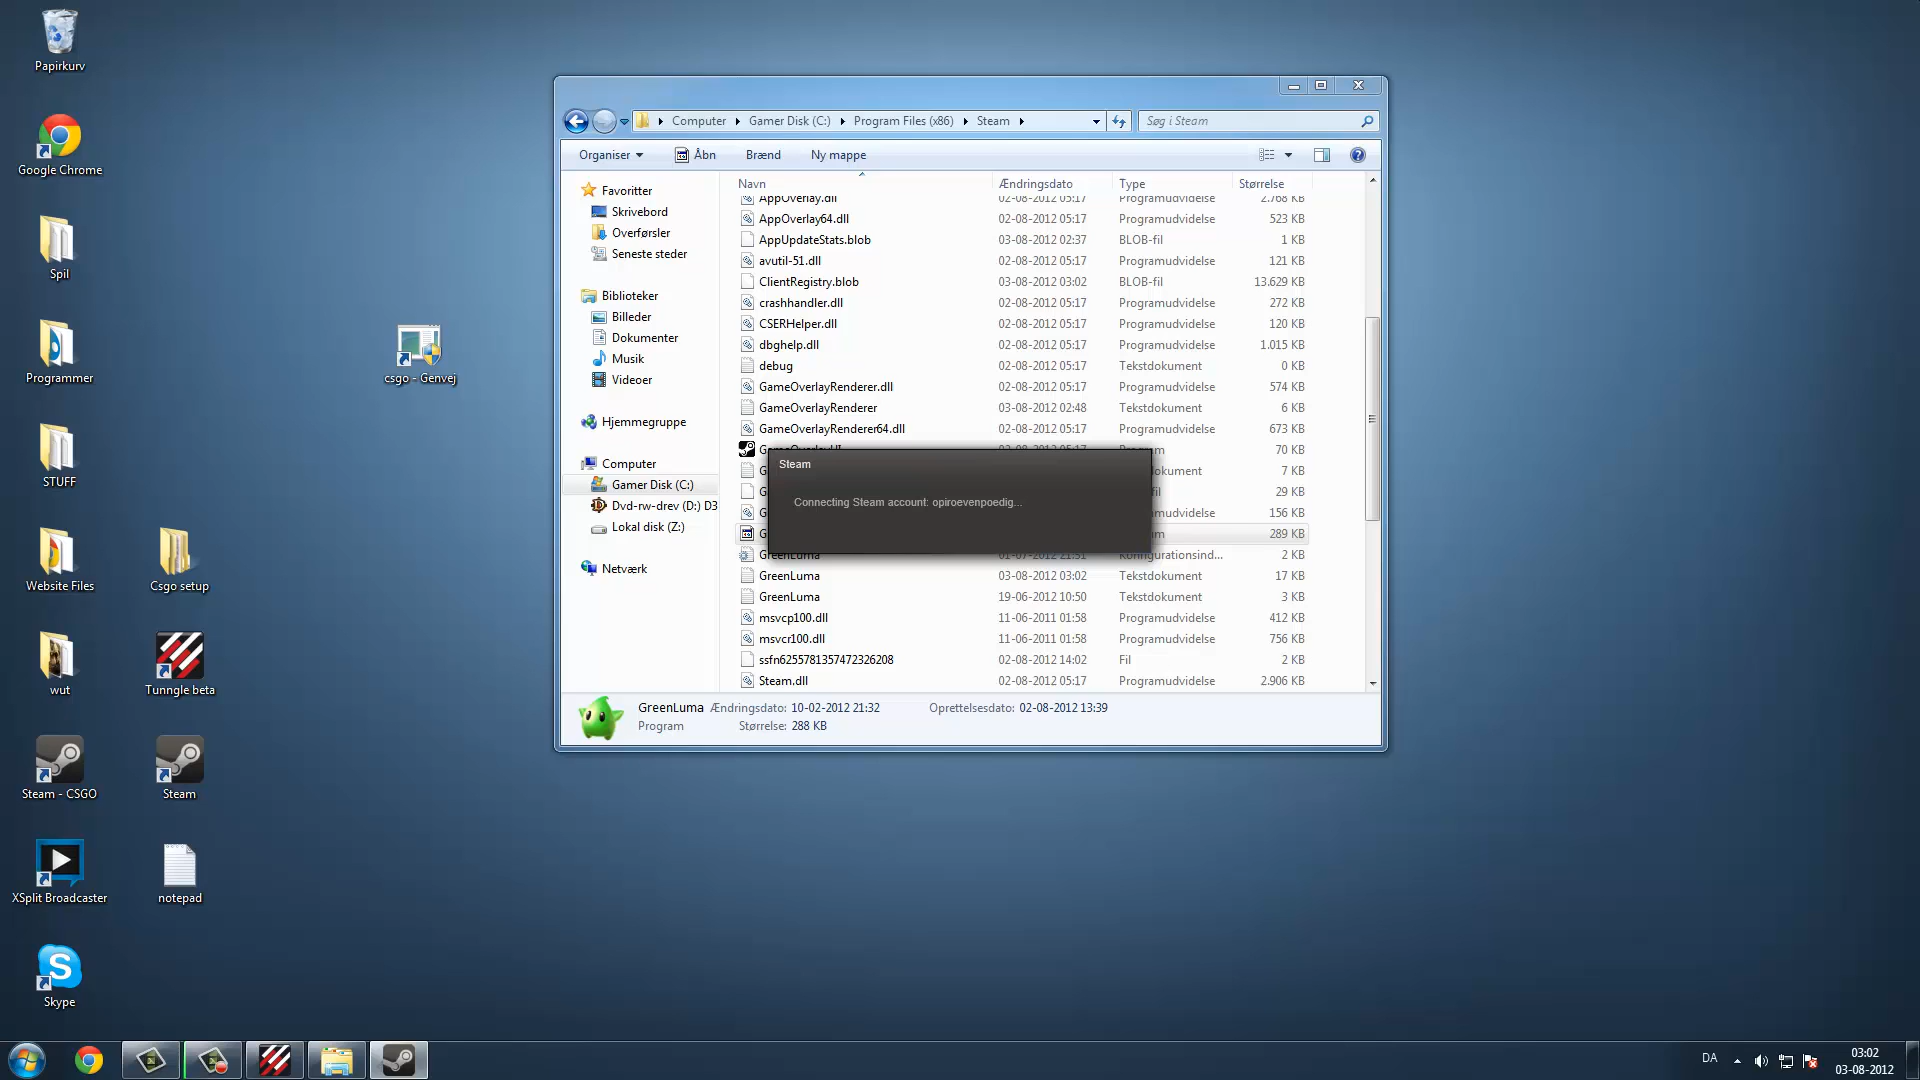 Papirkurv
Google Chrome
Spil
Programmer
STUFF
Website Files
Csgo setup
wut
Tunngle beta
Steam - CSGO
Steam
XSplit Broadcaster
notepad
Skype
csgo - Genvej
Computer Gamer Disk (C:) Program Files (x86) Steam
Søg i Steam
Organiser Åbn Brænd Ny mappe
Favoritter
Skrivebord
Overførsler
Seneste steder
Biblioteker
Billeder
Dokumenter
Musik
Videoer
Hjemmegruppe
Computer
Gamer Disk (C:)
Dvd-rw-drev (D:) D3
Lokal disk (Z:)
Netværk
Navn Ændringsdato Type Størrelse
AppOverlay.dll 02-08-2012 05:17 Programudvidelse 2.768 KB
AppOverlay64.dll 02-08-2012 05:17 Programudvidelse 523 KB
AppUpdateStats.blob 03-08-2012 02:37 BLOB-fil 1 KB
avutil-51.dll 02-08-2012 05:17 Programudvidelse 121 KB
ClientRegistry.blob 03-08-2012 03:02 BLOB-fil 13.629 KB
crashhandler.dll 02-08-2012 05:17 Programudvidelse 272 KB
CSERHelper.dll 02-08-2012 05:17 Programudvidelse 120 KB
dbghelp.dll 02-08-2012 05:17 Programudvidelse 1.015 KB
debug 02-08-2012 05:17 Tekstdokument 0 KB
GameOverlayRenderer.dll 02-08-2012 05:17 Programudvidelse 574 KB
GameOverlayRenderer 03-08-2012 02:48 Tekstdokument 6 KB
GameOverlayRenderer64.dll 02-08-2012 05:17 Programudvidelse 673 KB
GameOverlayUI 02-08-2012 05:17 70 KB
7 KB
29 KB
156 KB
289 KB
Steam
Connecting Steam account: opiroevenpoedig...
GreenLuma 01-07-2012 21:51 Konfigurationsind... 2 KB
GreenLuma 03-08-2012 03:02 Tekstdokument 17 KB
GreenLuma 19-06-2012 10:50 Tekstdokument 3 KB
msvcp100.dll 11-06-2011 01:58 Programudvidelse 412 KB
msvcr100.dll 11-06-2011 01:58 Programudvidelse 756 KB
ssfn6255781357472326208 02-08-2012 14:02 Fil 2 KB
Steam.dll 02-08-2012 05:17 Programudvidelse 2.906 KB
GreenLuma Ændringsdato: 10-02-2012 21:32 Oprettelsesdato: 02-08-2012 13:39
Program Størrelse: 288 KB
DA
03:02
03-08-2012